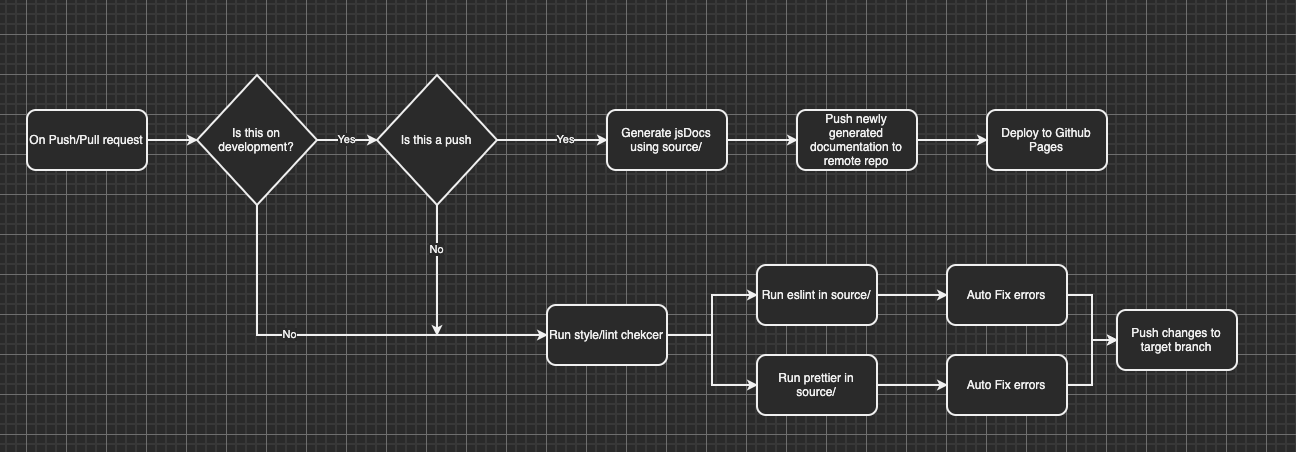 On Push/Pull request
Is this on
development?
Yes
Is this a push
Yes
Generate jsDocs
using source/
Push newly
generated
documentation to
remote repo
Deploy to Github
Pages
No
No
Run style/lint chekcer
Run eslint in source/
Auto Fix errors
Run prettier in
source/
Auto Fix errors
Push changes to
target branch